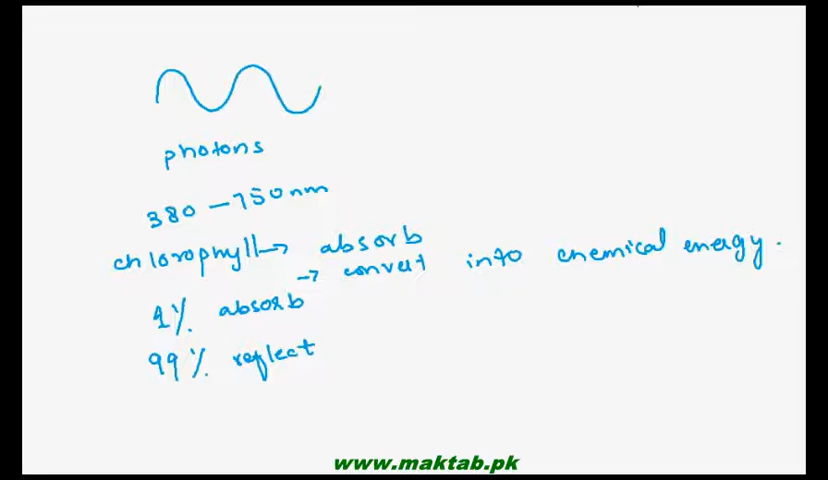 photons
380 - 750nm
chlorophyll → absorb
→ convert into chemical energy.
1% absorb
99% reflect
www.maktab.pk